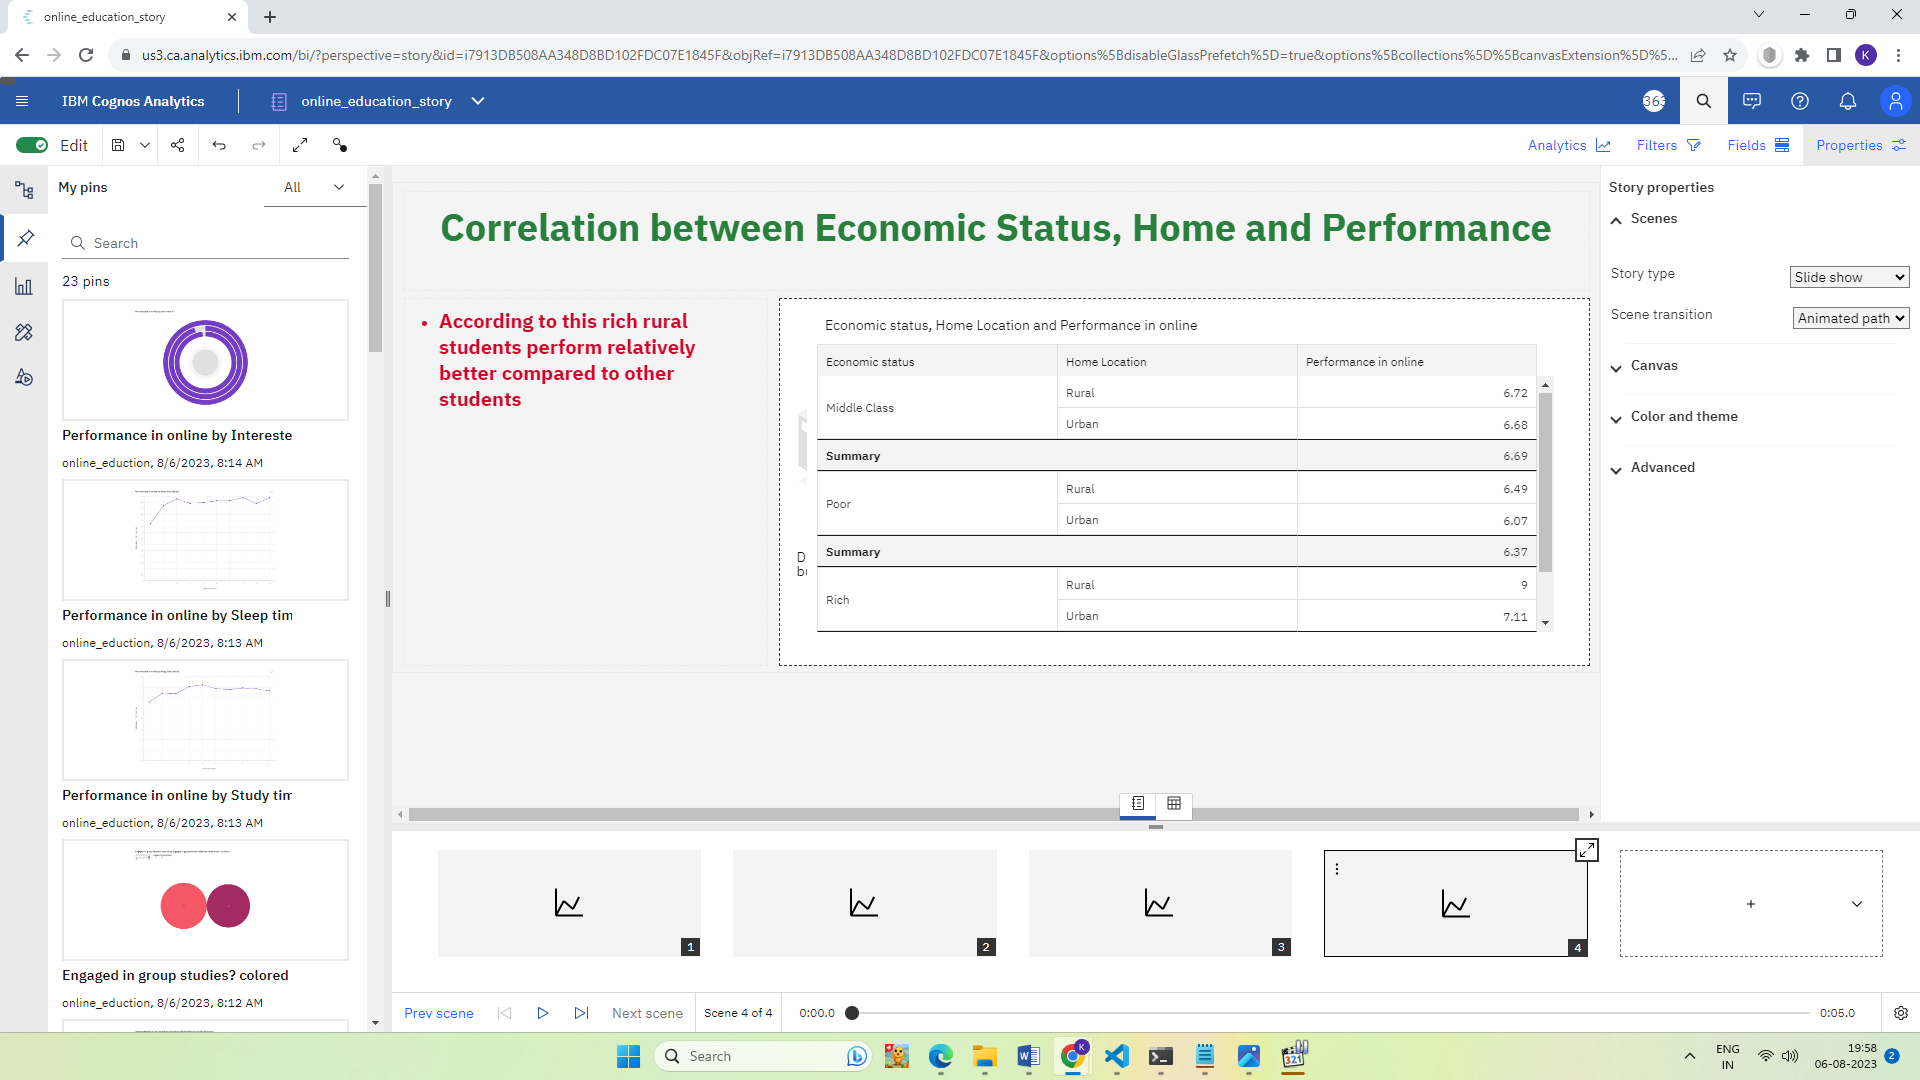 online_education_story
us3.ca.analytics.ibm.com/bi/?perspective=story&id=i7913DB508AA348D8BD102FDC07E1845F&objRef=i7913DB508AA348D8BD102FDC07E1845F&options%5BdisableGlassPrefetch%5D=true&options%5Bcollections%5D%5BcanvasExtension%5D%5...
K
IBM Cognos Analytics
online_education_story
363
Edit
Analytics
Filters
Fields
Properties
My pins
All
Search
23 pins
Performance in online by Intereste
online_eduction, 8/6/2023, 8:14 AM
Performance in online by Sleep tim
online_eduction, 8/6/2023, 8:13 AM
Performance in online by Study tim
online_eduction, 8/6/2023, 8:13 AM
Engaged in group studies? colored
online_eduction, 8/6/2023, 8:12 AM
Correlation between Economic Status, Home and Performance
• According to this rich rural
students perform relatively
better compared to other
students
Economic status, Home Location and Performance in online
Economic status Home Location Performance in online
Middle Class Rural 6.72
Urban 6.68
Summary 6.69
Poor Rural 6.49
Urban 6.07
Summary 6.37
Rich Rural 9
Urban 7.11
Story properties
Scenes
Story type Slide show
Scene transition Animated path
Canvas
Color and theme
Advanced
1
2
3
4
Prev scene
Next scene
Scene 4 of 4
0:00.0
0:05.0
Search
K
321
ENG
IN
19:58
06-08-2023
2